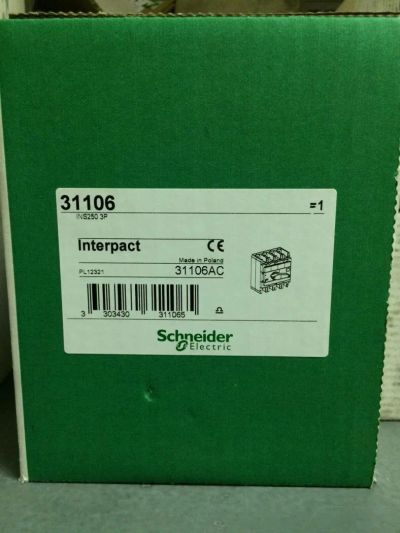 31106
=1
INS250 3P
Interpact
CE
Made in Poland
PL12321
31106AC
3 303430 311065
Schneider
Electric